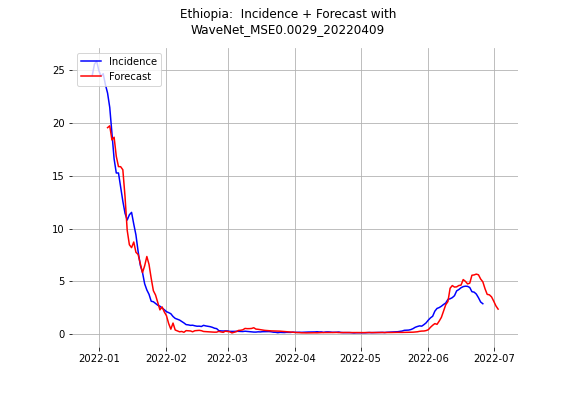 Ethiopia:  Incidence + Forecast with
WaveNet_MSE0.0029_20220409
Incidence
Forecast
25
20
15
10
5
0
2022-01 2022-02 2022-03 2022-04 2022-05 2022-06 2022-07